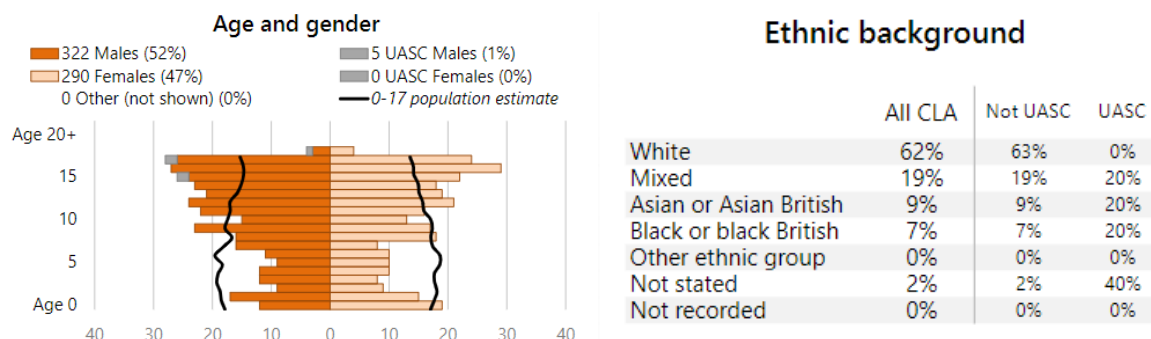 Age and gender
322 Males (52%) 5 UASC Males (1%)
290 Females (47%) 0 UASC Females (0%)
0 Other (not shown) (0%) 0-17 population estimate
Age 20+
15
10
5
Age 0
40 30 20 10 0 10 20 30 40
Ethnic background
All CLA Not UASC UASC
White 62% 63% 0%
Mixed 19% 19% 20%
Asian or Asian British 9% 9% 20%
Black or black British 7% 7% 20%
Other ethnic group 0% 0% 0%
Not stated 2% 2% 40%
Not recorded 0% 0% 0%